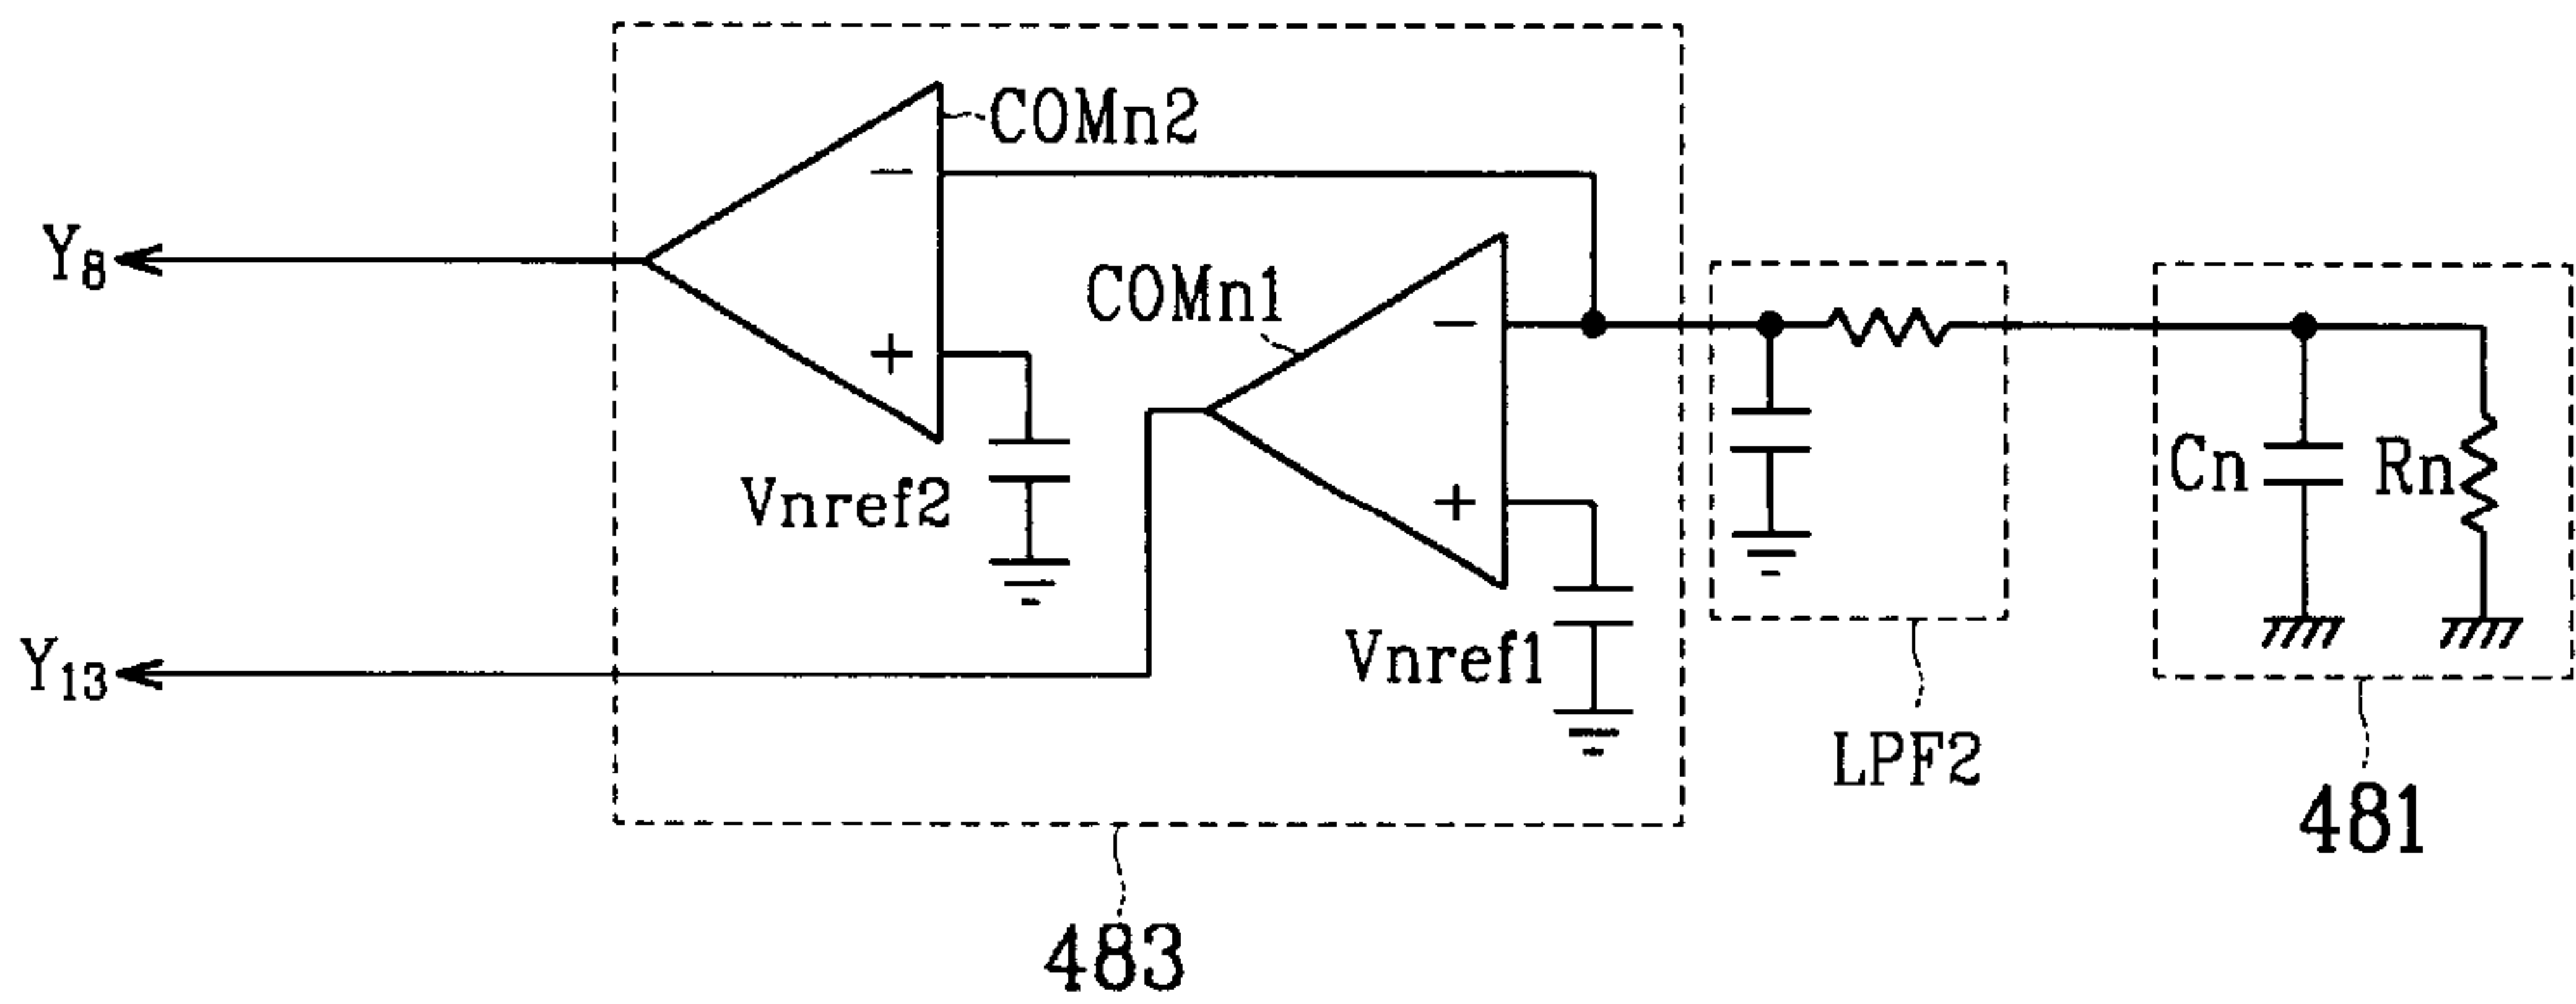 COMn2
−
Y8
COMn1
−
+
Vnref2
+
Cn
Rn
Y13
Vnref1
LPF2
481
483